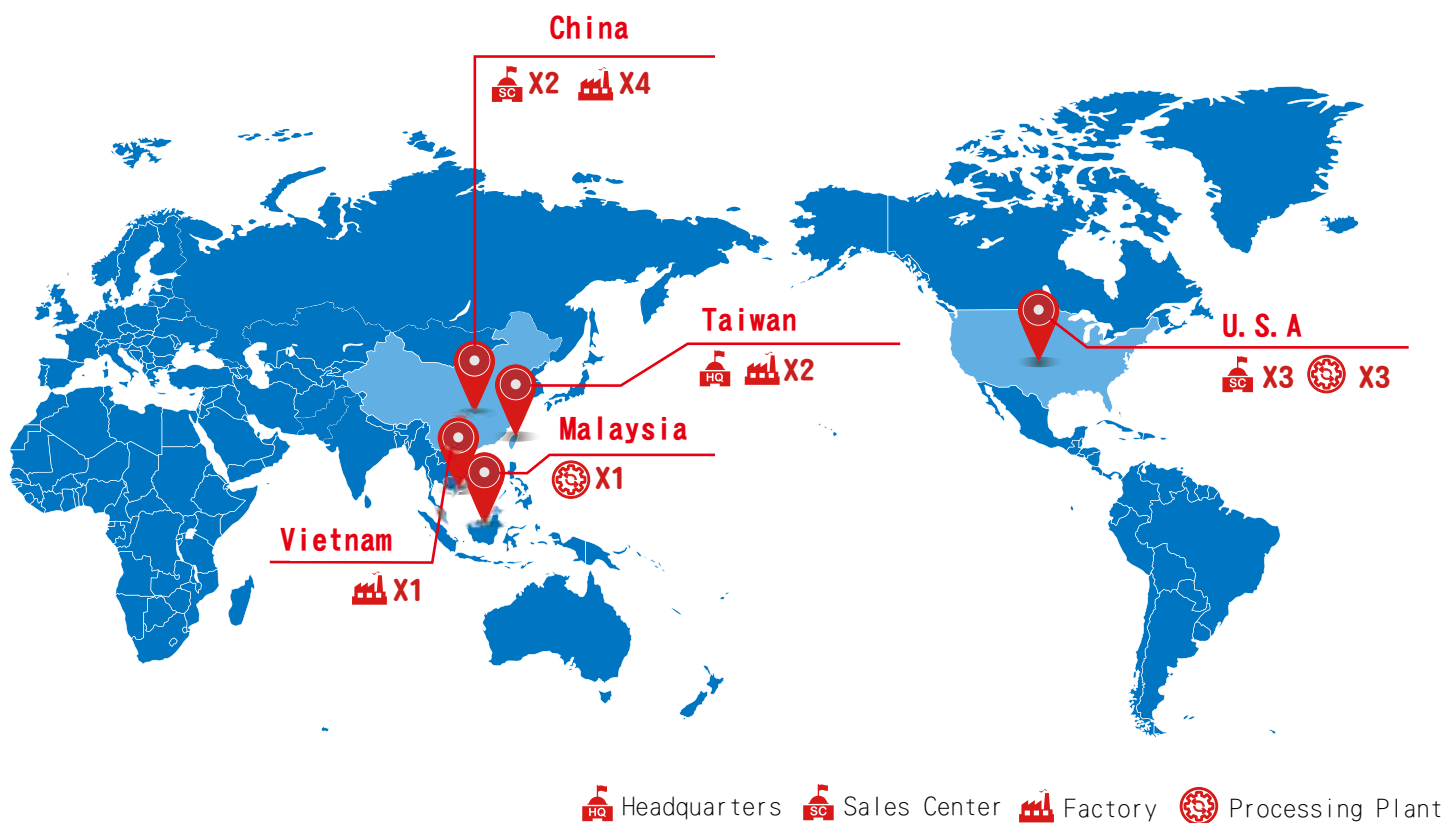 China
SC X2 X4
Taiwan
HQ X2
U.S.A
SC X3 X3
Malaysia
X1
Vietnam
X1
HQ Headquarters SC Sales Center Factory Processing Plant